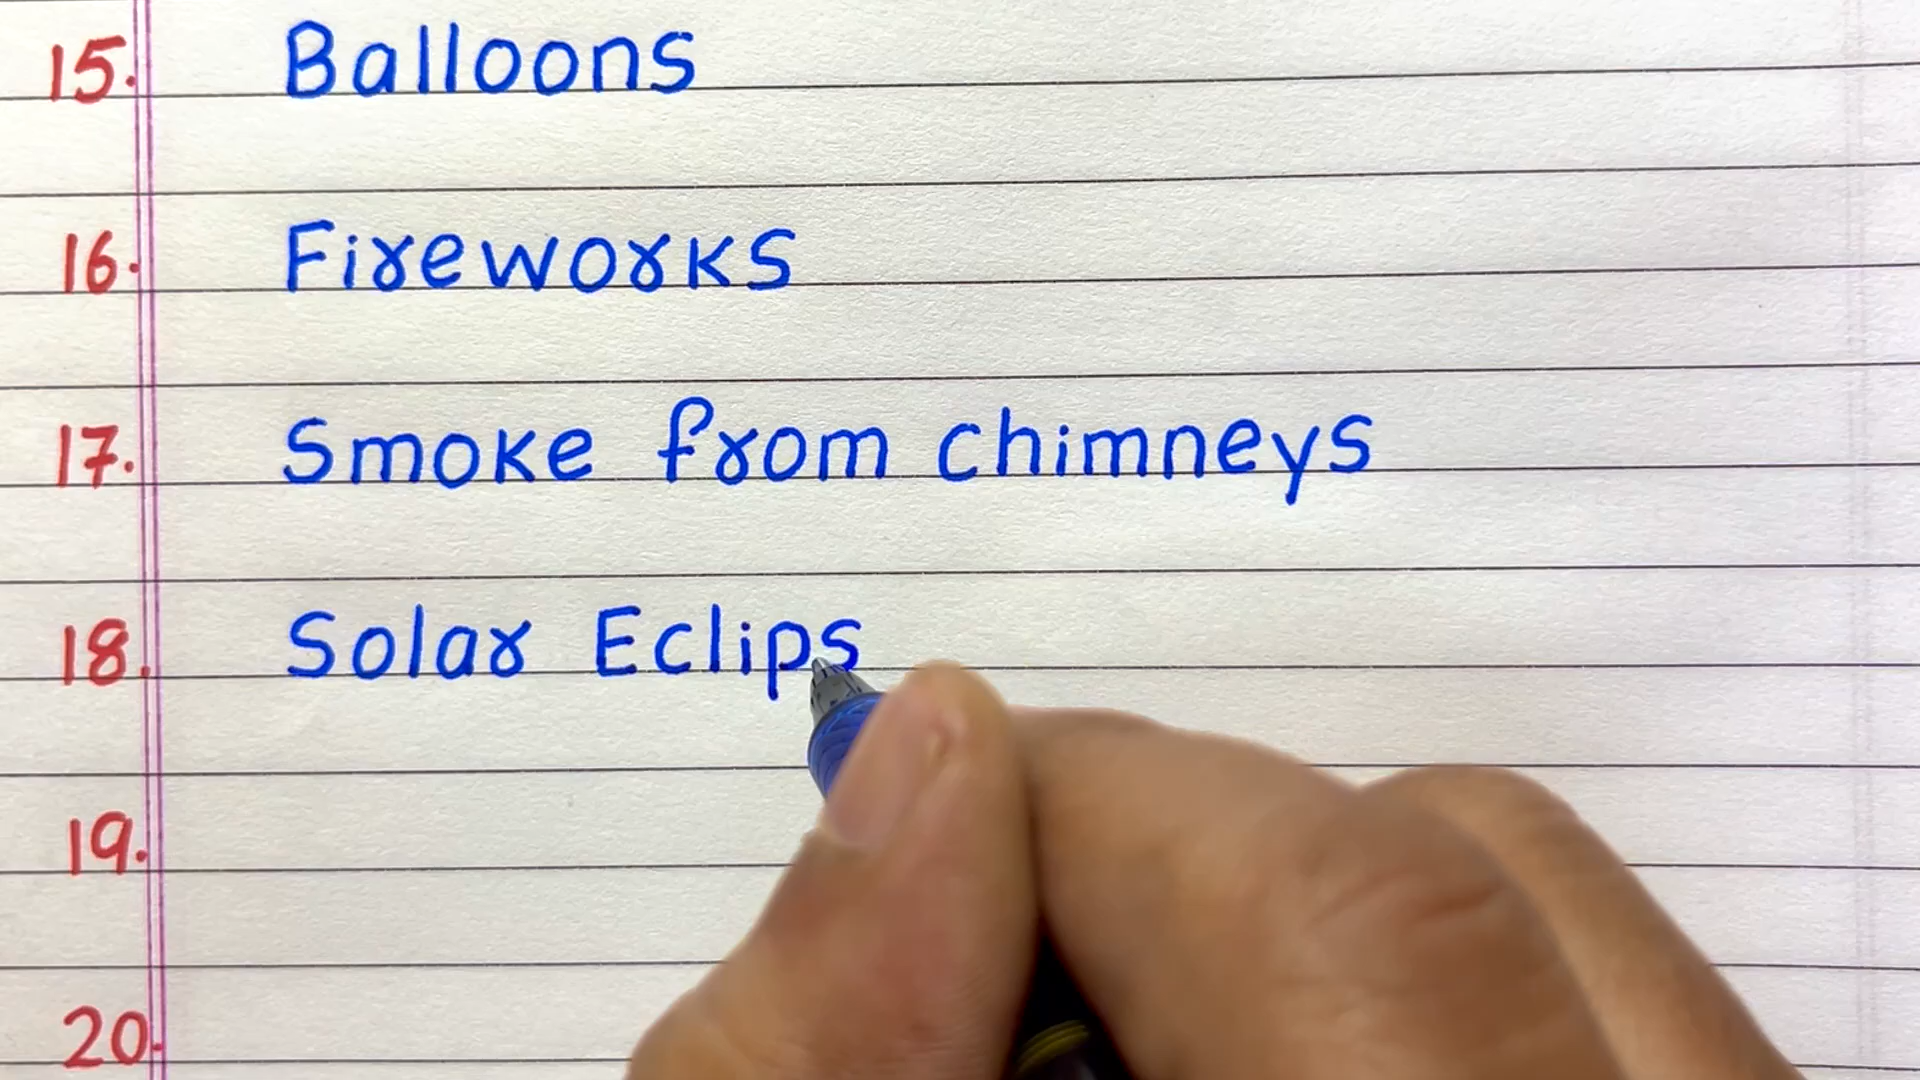 15. Balloons
16. Fireworks
17. Smoke from chimneys
18. Solar Eclips
19.
20.